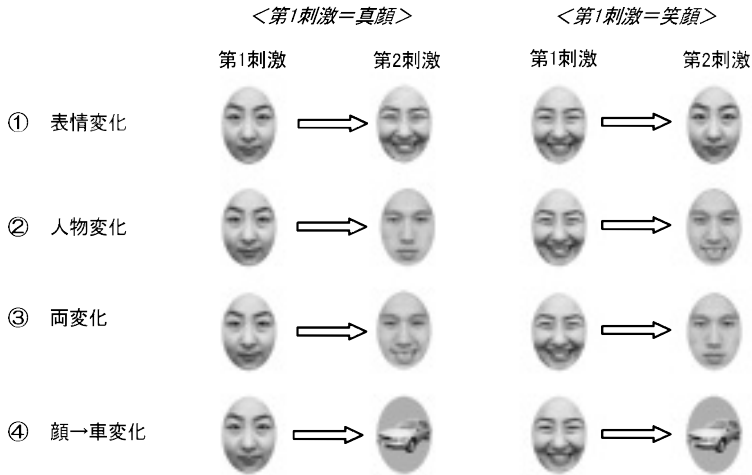 <第1刺激=真顔> <第1刺激=笑顔>
第1刺激 第2刺激 第1刺激 第2刺激
① 表情変化
② 人物変化
③ 両変化
④ 顔→車変化